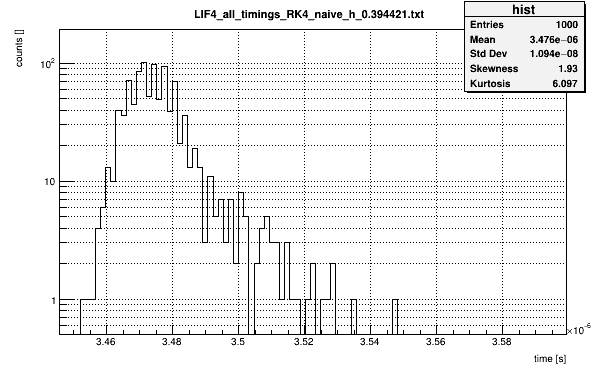 LIF4_all_timings_RK4_naive_h_0.394421.txt
hist
Entries 1000
Mean 3.476e−06
Std Dev 1.094e−08
Skewness 1.93
Kurtosis 6.097
counts []
10²
10
1
3.46 3.48 3.5 3.52 3.54 3.56 3.58
×10⁻⁶
time [s]